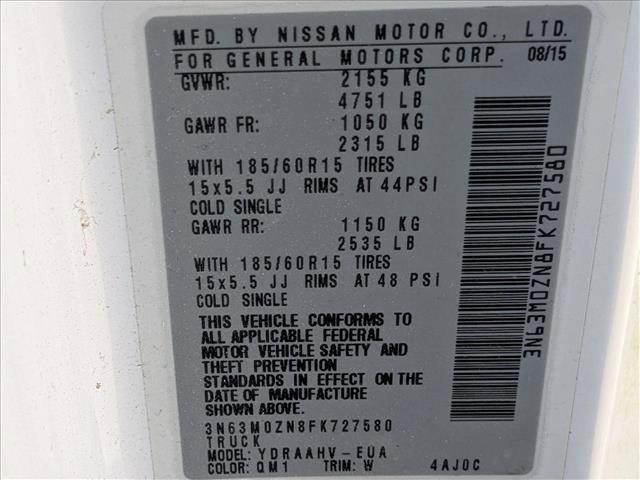 MFD. BY NISSAN MOTOR CO., LTD.
FOR GENERAL MOTORS CORP. 08/15
GVWR: 2155 KG
4751 LB
GAWR FR: 1050 KG
2315 LB
WITH 185/60R15 TIRES
15x5.5 JJ RIMS AT 44PSI
COLD SINGLE
GAWR RR: 1150 KG
2535 LB
WITH 185/60R15 TIRES
15x5.5 JJ RIMS AT 48 PSI
COLD SINGLE
THIS VEHICLE CONFORMS TO
ALL APPLICABLE FEDERAL
MOTOR VEHICLE SAFETY AND
THEFT PREVENTION
STANDARDS IN EFFECT ON THE
DATE OF MANUFACTURE
SHOWN ABOVE.
3N63M0ZN8FK727580
TRUCK
MODEL: YDRAAHV-EUA
COLOR: QM1 TRIM: W 4AJ0C
3N63M0ZN8FK727580